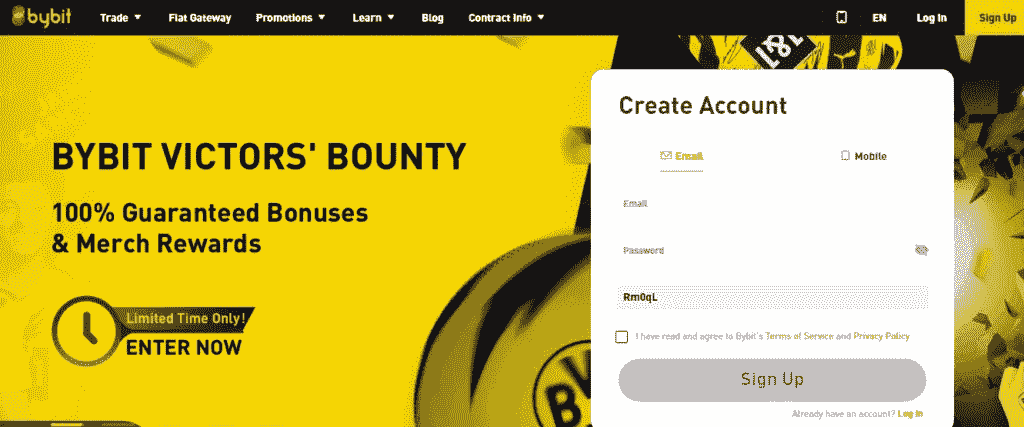 bybit Trade Fiat Gateway Promotions Learn Blog Contract Info EN Log In Sign Up
BYBIT VICTORS' BOUNTY
100% Guaranteed Bonuses
& Merch Rewards
Limited Time Only!
ENTER NOW
Create Account
Email Mobile
Email
Password
Rm0qL
I have read and agree to Bybit's Terms of Service and Privacy Policy
Sign Up
Already have an account? Log In